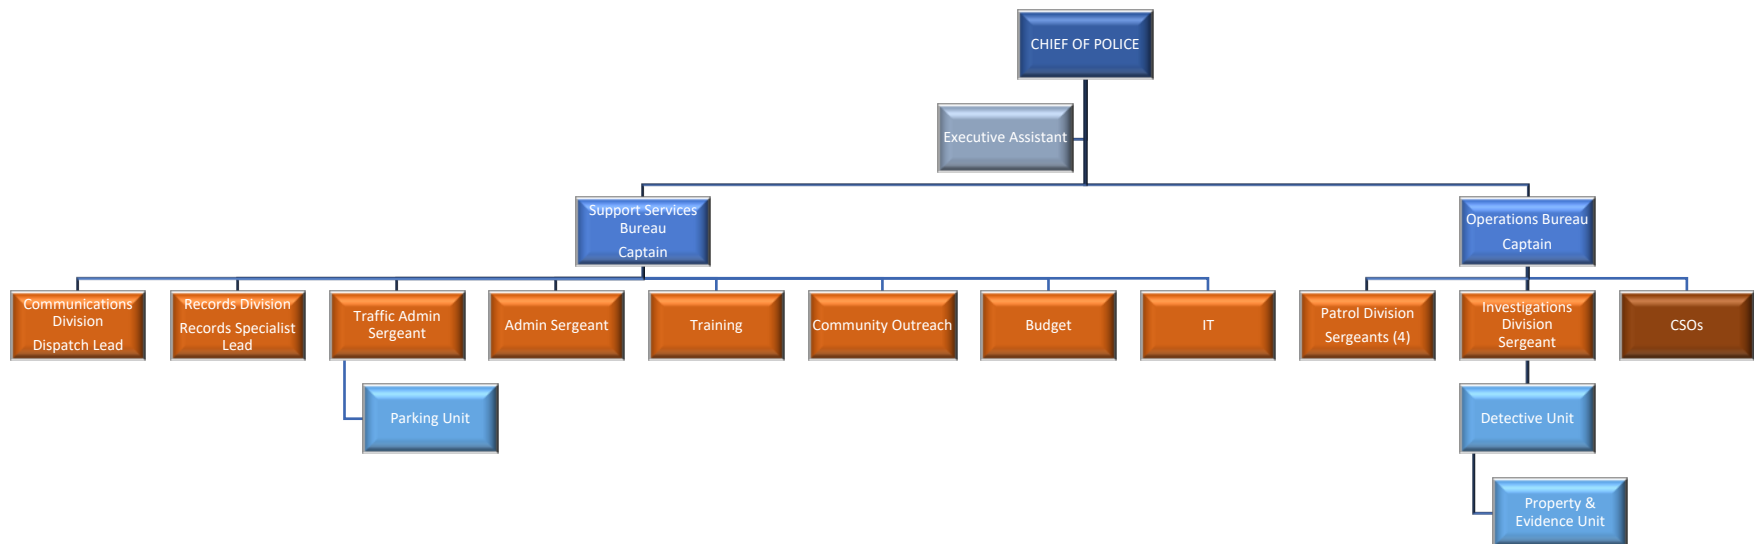 CHIEF OF POLICE
Executive Assistant
Support Services
Bureau
Captain
Operations Bureau
Captain
Communications
Division
Dispatch Lead
Records Division
Records Specialist
Lead
Traffic Admin
Sergeant
Admin Sergeant
Training
Community Outreach
Budget
IT
Patrol Division
Sergeants (4)
Investigations
Division
Sergeant
CSOs
Parking Unit
Detective Unit
Property &
Evidence Unit